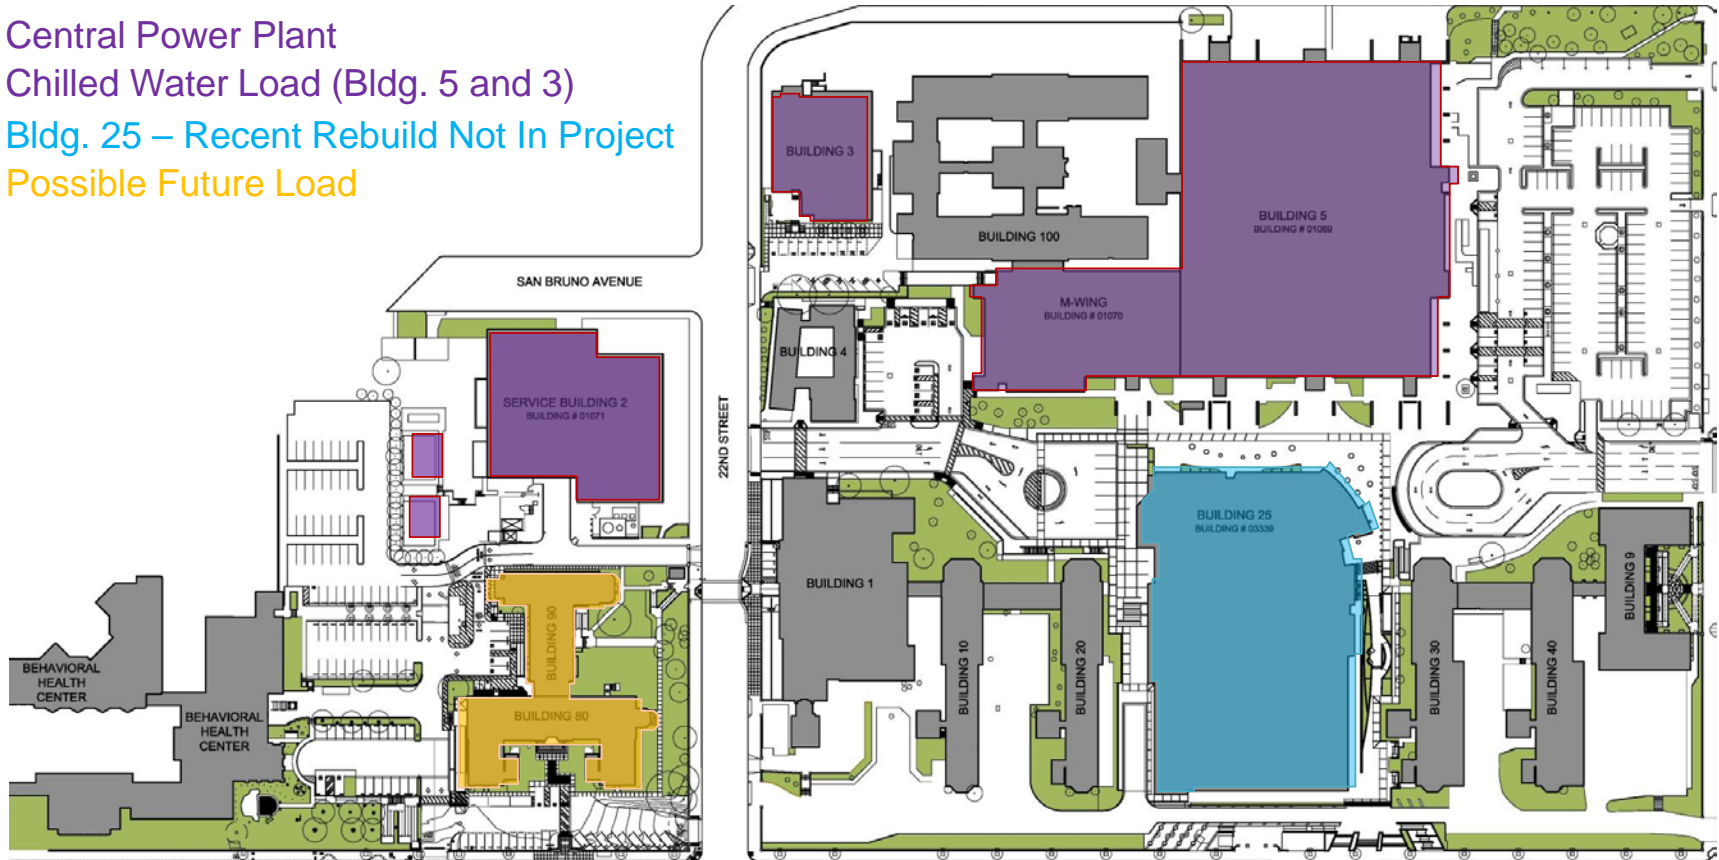 Central Power Plant
Chilled Water Load (Bldg. 5 and 3)
Bldg. 25 – Recent Rebuild Not In Project
Possible Future Load
BUILDING 3
BUILDING 100
BUILDING 5
BUILDING # 01069
SAN BRUNO AVENUE
M-WING
BUILDING # 01070
BUILDING 4
SERVICE BUILDING 2
BUILDING # 01071
22ND STREET
BUILDING 25
BUILDING # 03339
BUILDING 1
BUILDING 9
BUILDING 90
BUILDING 10
BUILDING 20
BUILDING 30
BUILDING 40
BEHAVIORAL
HEALTH
CENTER
BEHAVIORAL
HEALTH
CENTER
BUILDING 80